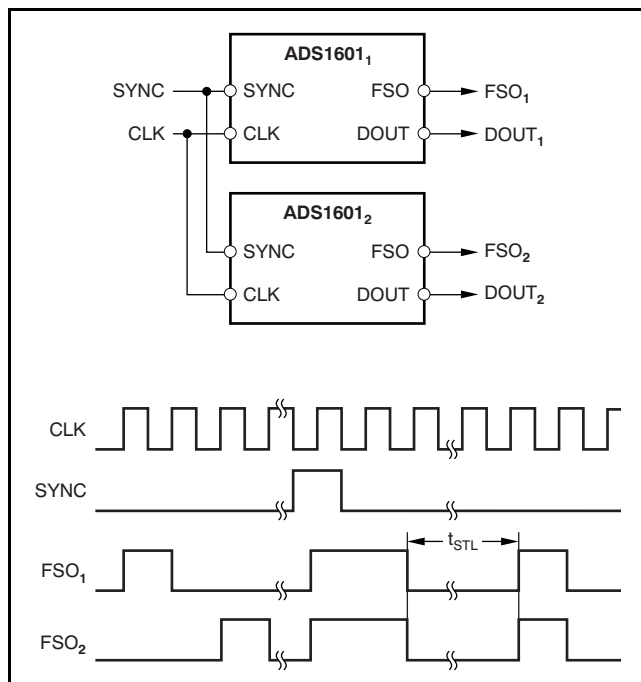 ADS1601₁
SYNC SYNC FSO FSO₁
CLK CLK DOUT DOUT₁
ADS1601₂
SYNC FSO FSO₂
CLK DOUT DOUT₂
CLK
SYNC
tSTL
FSO₁
FSO₂